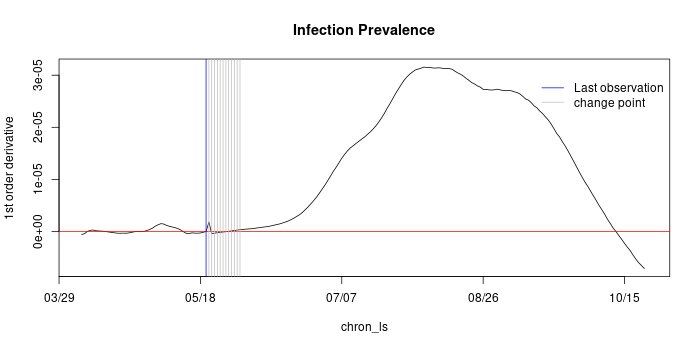 Infection Prevalence
1st order derivative
3e-05
2e-05
1e-05
0e+00
Last observation
change point
03/29
05/18
07/07
08/26
10/15
chron_ls